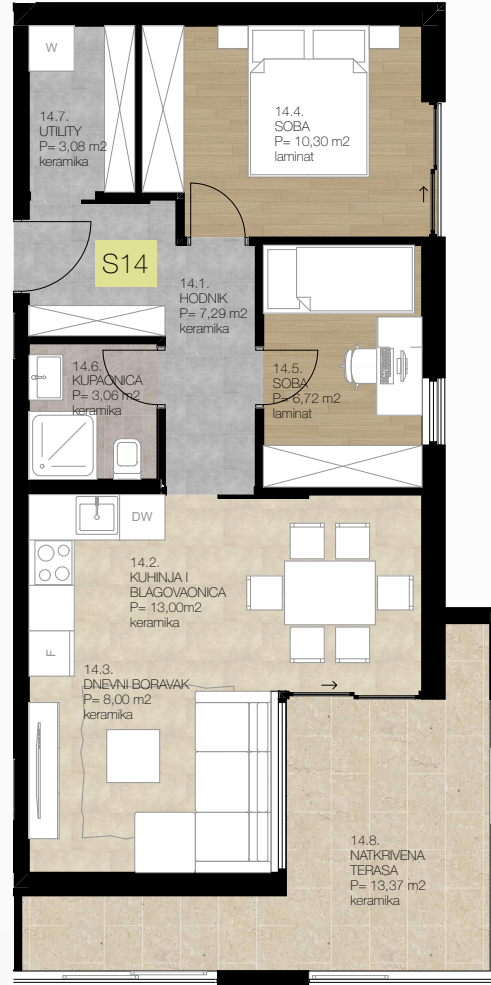 W
14.7.
UTILITY
P= 3,08 m2
keramika
14.4.
SOBA
P= 10,30 m2
laminat
S14
14.1.
HODNIK
P= 7,29 m2
keramika
14.6.
KUPAONICA
P= 3,06 m2
keramika
14.5.
SOBA
P= 6,72 m2
laminat
DW
14.2.
KUHINJA I
BLAGOVAONICA
P= 13,00m2
keramika
F
14.3.
DNEVNI BORAVAK
P= 8,00 m2
keramika
14.8.
NATKRIVENA
TERASA
P= 13,37 m2
keramika